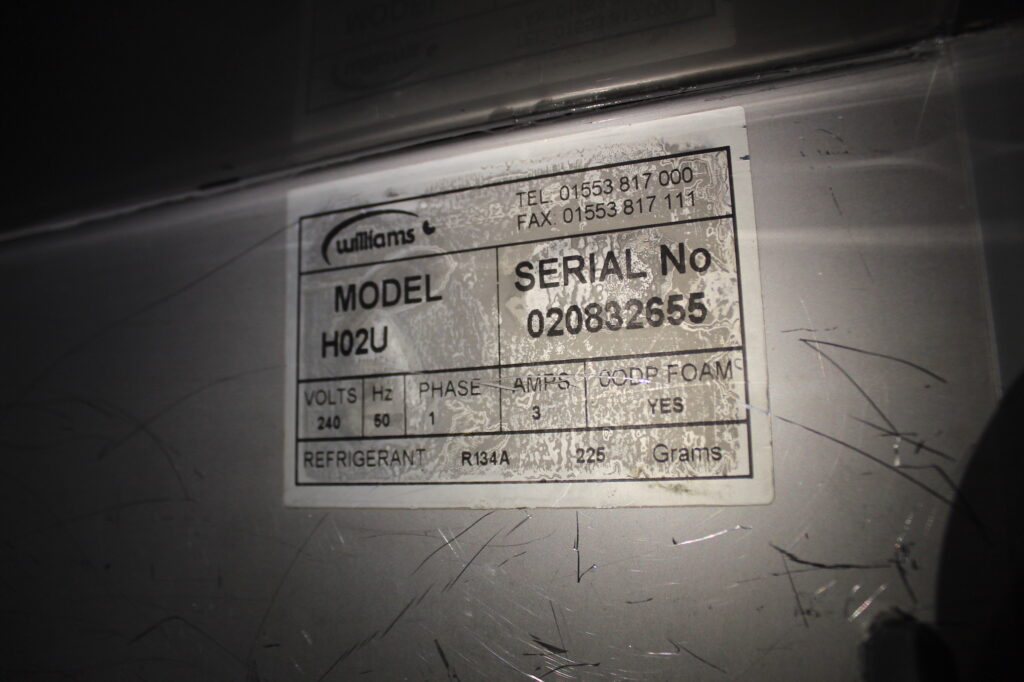 williams
TEL. 01553 817 000
FAX. 01553 817 111
MODEL
H02U
SERIAL No
020832655
VOLTS
240
Hz
50
PHASE
1
AMPS
3
0ODP FOAM
YES
REFRIGERANT R134A 225 Grams